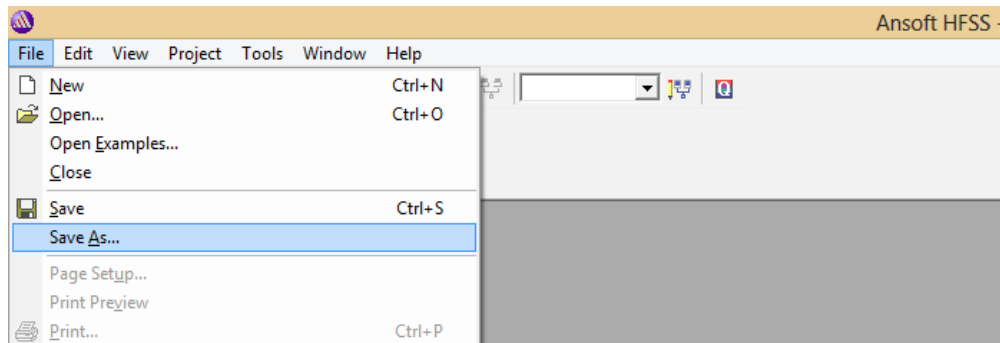 Ansoft HFSS -
File Edit View Project Tools Window Help
New Ctrl+N
Open... Ctrl+O
Open Examples...
Close
Save Ctrl+S
Save As...
Page Setup...
Print Preview
Print... Ctrl+P